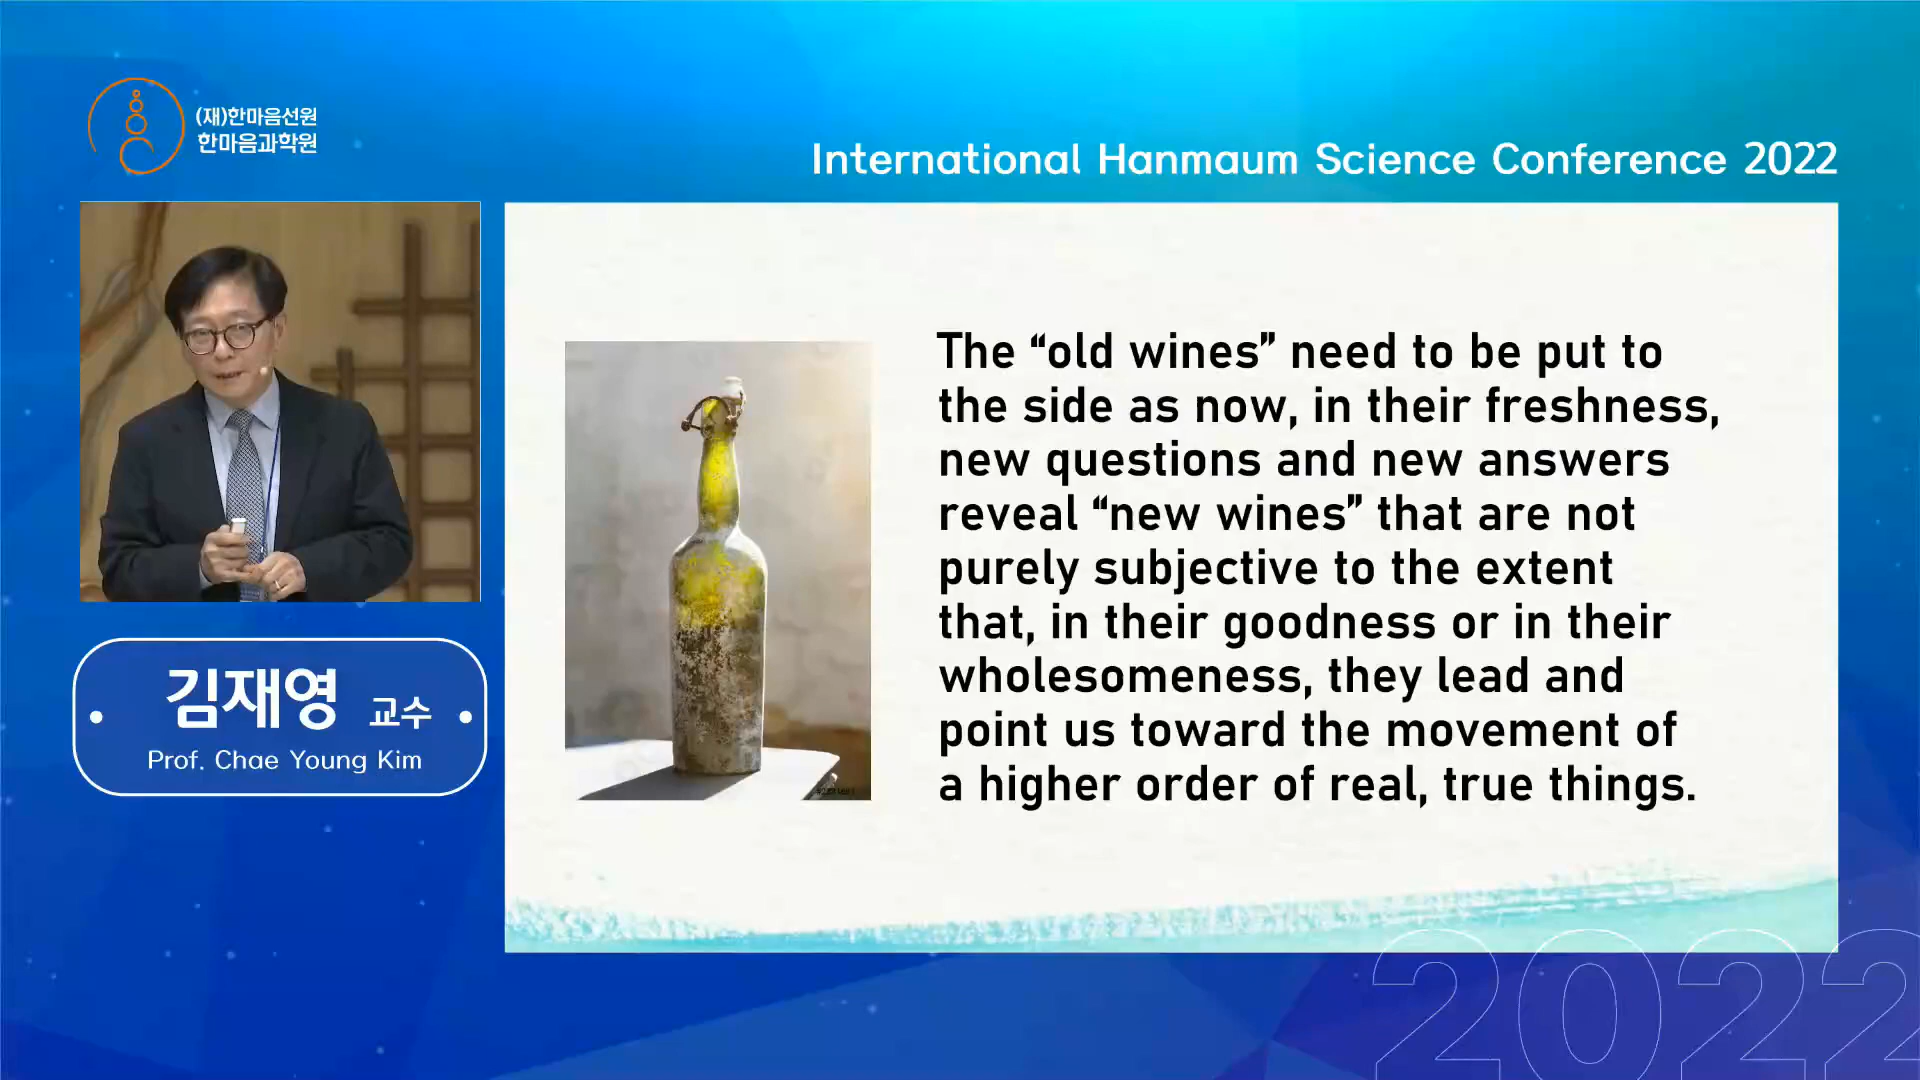 (재)한마음선원
한마음과학원
International Hanmaum Science Conference 2022
김재영 교수
Prof. Chae Young Kim
The “old wines” need to be put to
the side as now, in their freshness,
new questions and new answers
reveal “new wines” that are not
purely subjective to the extent
that, in their goodness or in their
wholesomeness, they lead and
point us toward the movement of
a higher order of real, true things.
2022